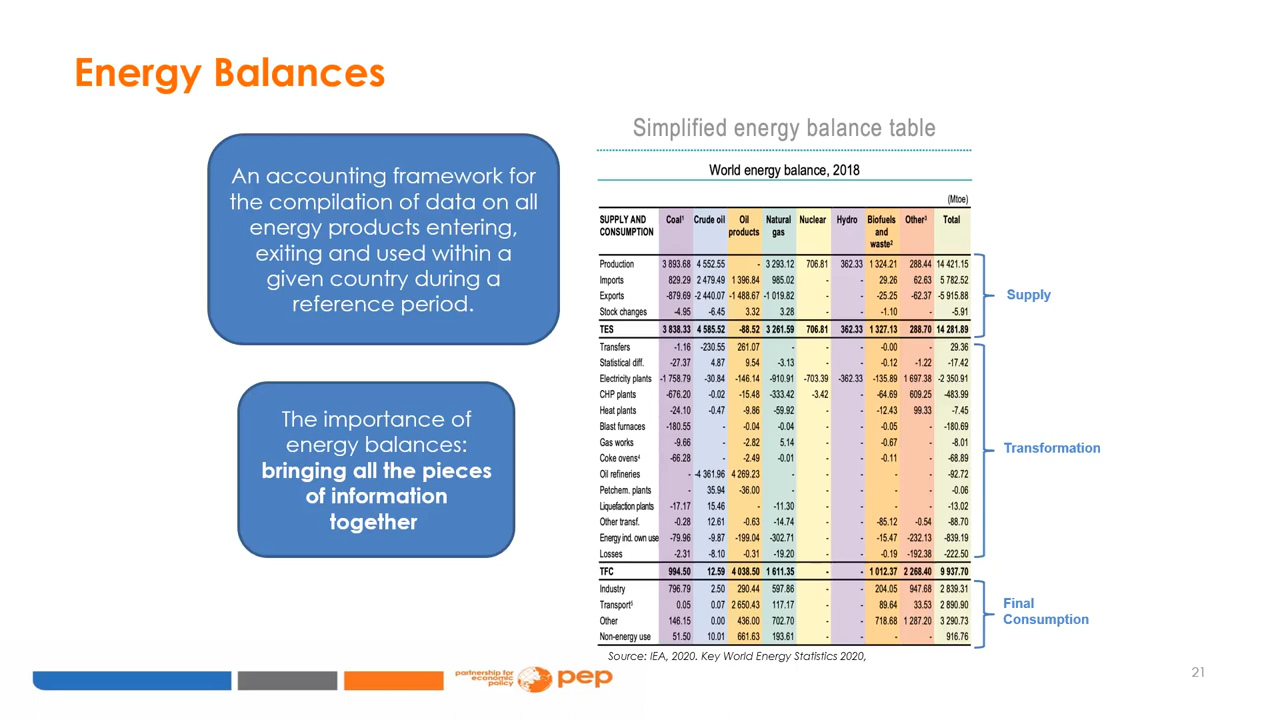 Energy Balances
An accounting framework for
the compilation of data on all
energy products entering,
exiting and used within a
given country during a
reference period.
The importance of
energy balances:
bringing all the pieces
of information
together
Simplified energy balance table
World energy balance, 2018
(Mtoe)
SUPPLY AND CONSUMPTION Coal¹ Crude oil Oil products Natural gas Nuclear Hydro Biofuels and waste² Other³ Total
Production 3 893.68 4 552.55 - 3 293.12 706.81 362.33 1 324.21 288.44 14 421.15
Imports 829.29 2 479.49 1 396.84 985.02 - - 29.26 62.63 5 782.52
Exports -879.69 -2 440.07 -1 488.67 -1 019.82 - - -25.25 -62.37 -5 915.88
Stock changes -4.95 -6.45 3.32 3.28 - - -1.10 - -5.91
TES 3 838.33 4 585.52 -88.52 3 261.59 706.81 362.33 1 327.13 288.70 14 281.89
Transfers -1.16 -230.55 261.07 - - - -0.00 - 29.36
Statistical diff. -27.37 4.87 9.54 -3.13 - - -0.12 -1.22 -17.42
Electricity plants -1 758.79 -30.84 -146.14 -910.91 -703.39 -362.33 -135.89 1 697.38 -2 350.91
CHP plants -676.20 -0.02 -15.48 -333.42 -3.42 - -64.69 609.25 -483.99
Heat plants -24.10 -0.47 -9.86 -59.92 - - -12.43 99.33 -7.45
Blast furnaces -180.55 - -0.04 -0.04 - - -0.05 - -180.69
Gas works -9.66 - -2.82 5.14 - - -0.67 - -8.01
Coke ovens⁴ -66.28 - -2.49 -0.01 - - -0.11 - -68.89
Oil refineries - -4 361.96 4 269.23 - - - - - -92.72
Petchem. plants - 35.94 -36.00 - - - - - -0.06
Liquefaction plants -17.17 15.46 - -11.30 - - - - -13.02
Other transf. -0.28 12.61 -0.63 -14.74 - - -85.12 -0.54 -88.70
Energy ind. own use -79.96 -9.87 -199.04 -302.71 - - -15.47 -232.13 -839.19
Losses -2.31 -8.10 -0.31 -19.20 - - -0.19 -192.38 -222.50
TFC 994.50 12.59 4 038.50 1 611.35 - - 1 012.37 2 268.40 9 937.70
Industry 796.79 2.50 290.44 597.86 - - 204.05 947.68 2 839.31
Transport⁵ 0.05 0.07 2 650.43 117.17 - - 89.64 33.53 2 890.90
Other 146.15 0.00 436.00 702.70 - - 718.68 1 287.20 3 290.73
Non-energy use 51.50 10.01 661.63 193.61 - - - - 916.76
Supply
Transformation
Final
Consumption
Source: IEA, 2020. Key World Energy Statistics 2020,
partnership for
economic
policy
pep
21